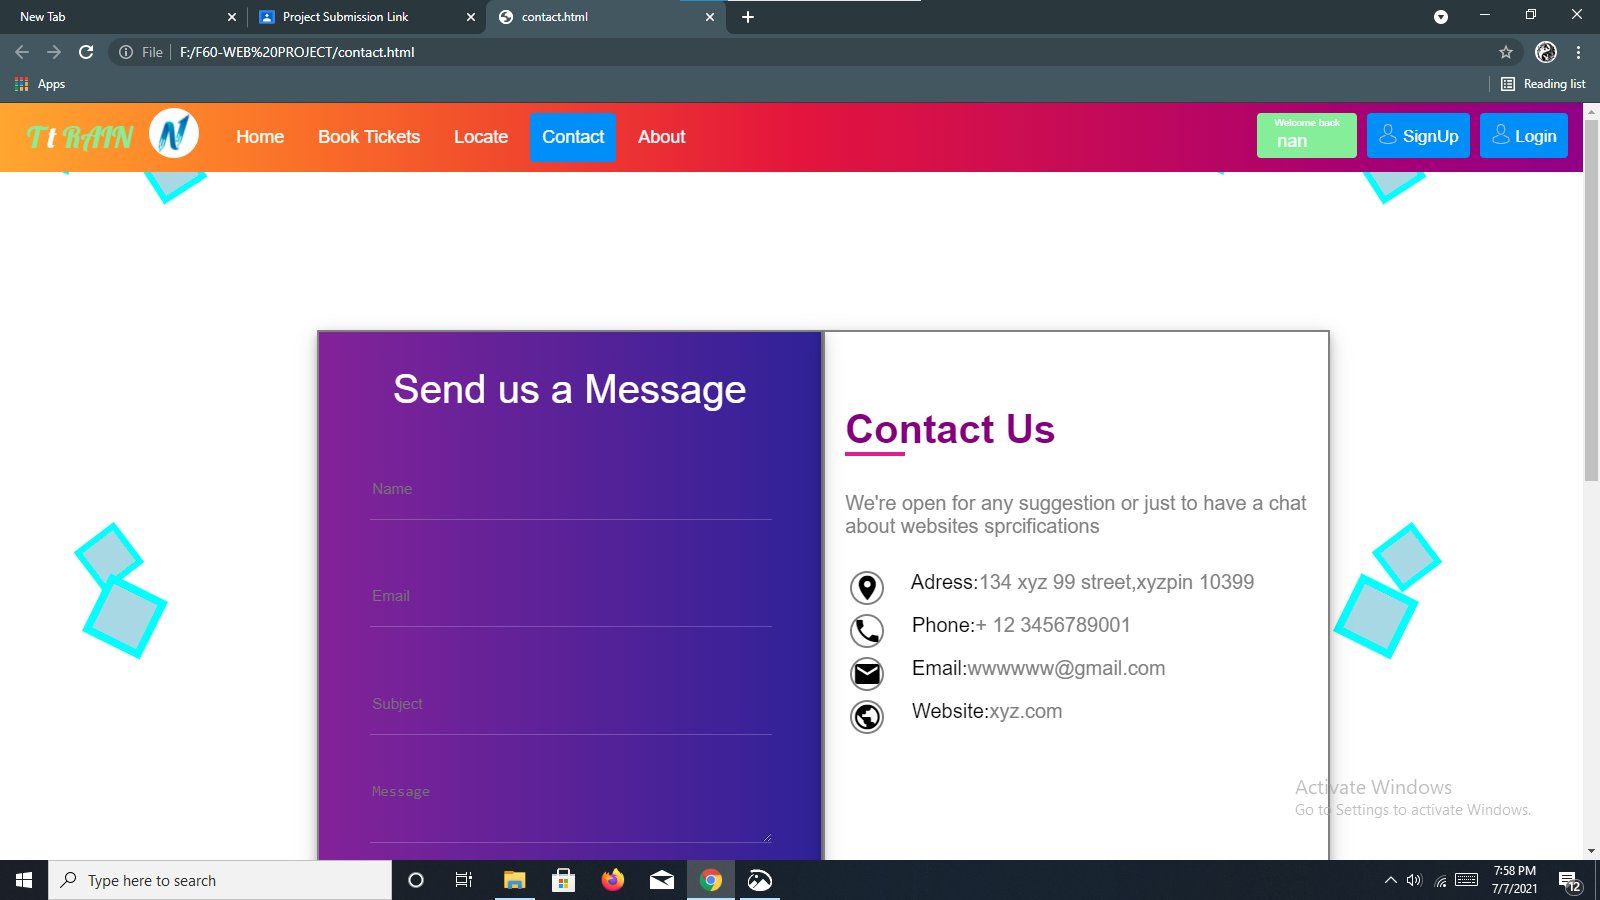 New Tab
Project Submission Link
contact.html
File
F:/F60-WEB%20PROJECT/contact.html
Apps
Reading list
Tt RAIN
N
Home
Book Tickets
Locate
Contact
About
Welcome back
nan
SignUp
Login
Send us a Message
Name
Email
Subject
Message
Contact Us
We're open for any suggestion or just to have a chat
about websites sprcifications
Adress:134 xyz 99 street,xyzpin 10399
Phone:+ 12 3456789001
Email:wwwwww@gmail.com
Website:xyz.com
Activate Windows
Go to Settings to activate Windows.
Type here to search
7:58 PM
7/7/2021
12